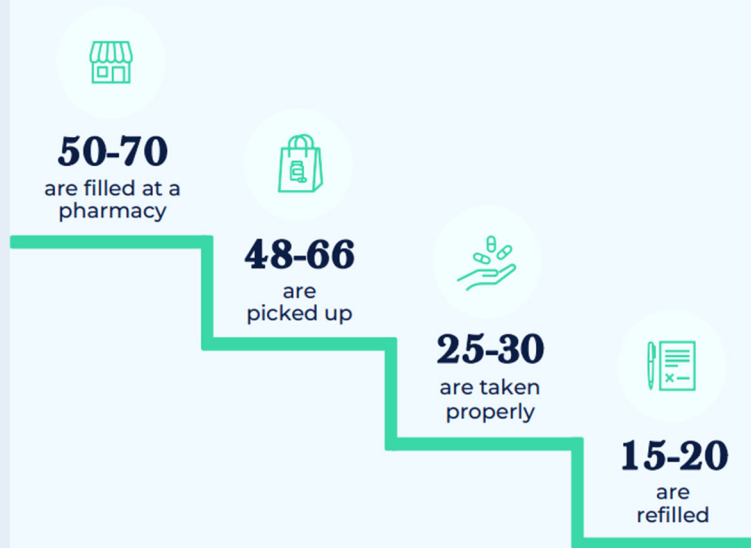 50-70
are filled at a
pharmacy
48-66
are
picked up
25-30
are taken
properly
15-20
are
refilled